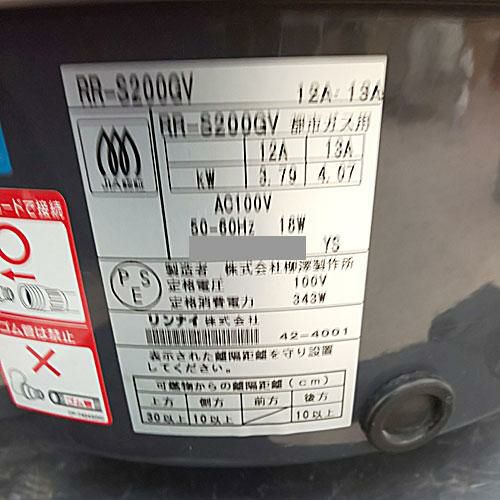 RR-S200GV 12A・13A
RR-S200GV 都市ガス用
12A 13A
kW 3.79 4.07
JIA認証
AC100V
50-60Hz 18W
YS
PSE
製造者 株式会社柳澤製作所
定格電圧 100V
定格消費電力 343W
リンナイ株式会社
42-4001
表示された離隔距離を守り設置
してください。
可燃物からの離隔距離(cm)
上方 側方 前方 後方
30以上 10以上 10以上
コードで接続
ゴム管は禁止